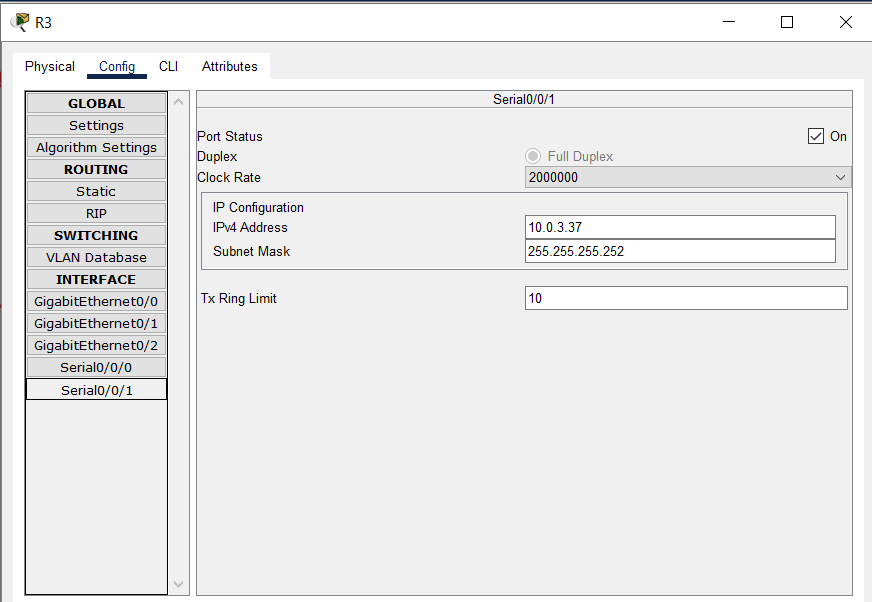 R3
Physical Config CLI Attributes
GLOBAL
Settings
Algorithm Settings
ROUTING
Static
RIP
SWITCHING
VLAN Database
INTERFACE
GigabitEthernet0/0
GigabitEthernet0/1
GigabitEthernet0/2
Serial0/0/0
Serial0/0/1
Serial0/0/1
Port Status On
Duplex Full Duplex
Clock Rate 2000000
IP Configuration
IPv4 Address 10.0.3.37
Subnet Mask 255.255.255.252
Tx Ring Limit 10